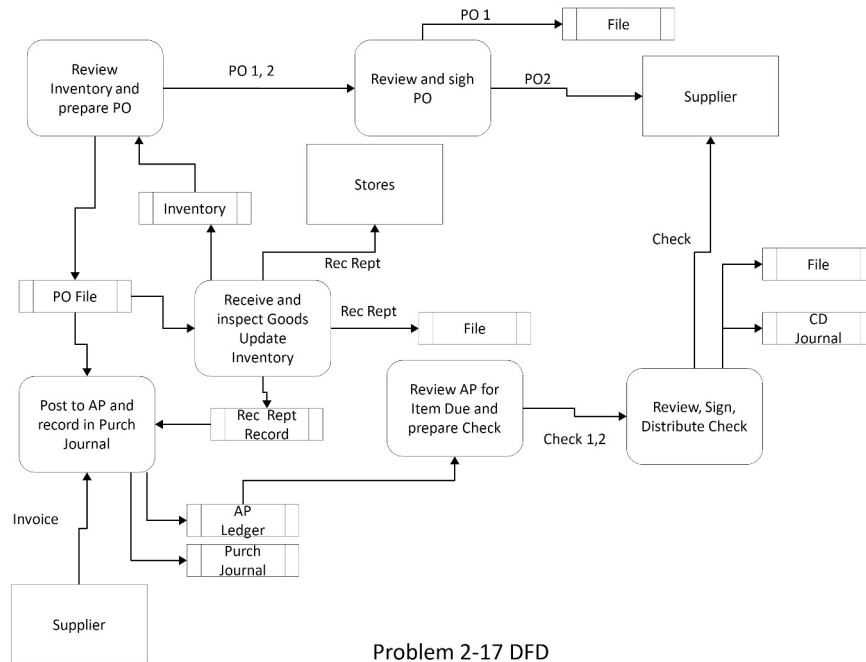 PO 1
File
Review
Inventory and
prepare PO
PO 1, 2
Review and sigh
PO
PO2
Supplier
Stores
Inventory
Check
Rec Rept
File
PO File
Receive and
inspect Goods
Update
Inventory
Rec Rept
File
CD
Journal
Post to AP and
record in Purch
Journal
Rec Rept
Record
Review AP for
Item Due and
prepare Check
Check 1,2
Review, Sign,
Distribute Check
Invoice
AP
Ledger
Purch
Journal
Supplier
Problem 2-17 DFD